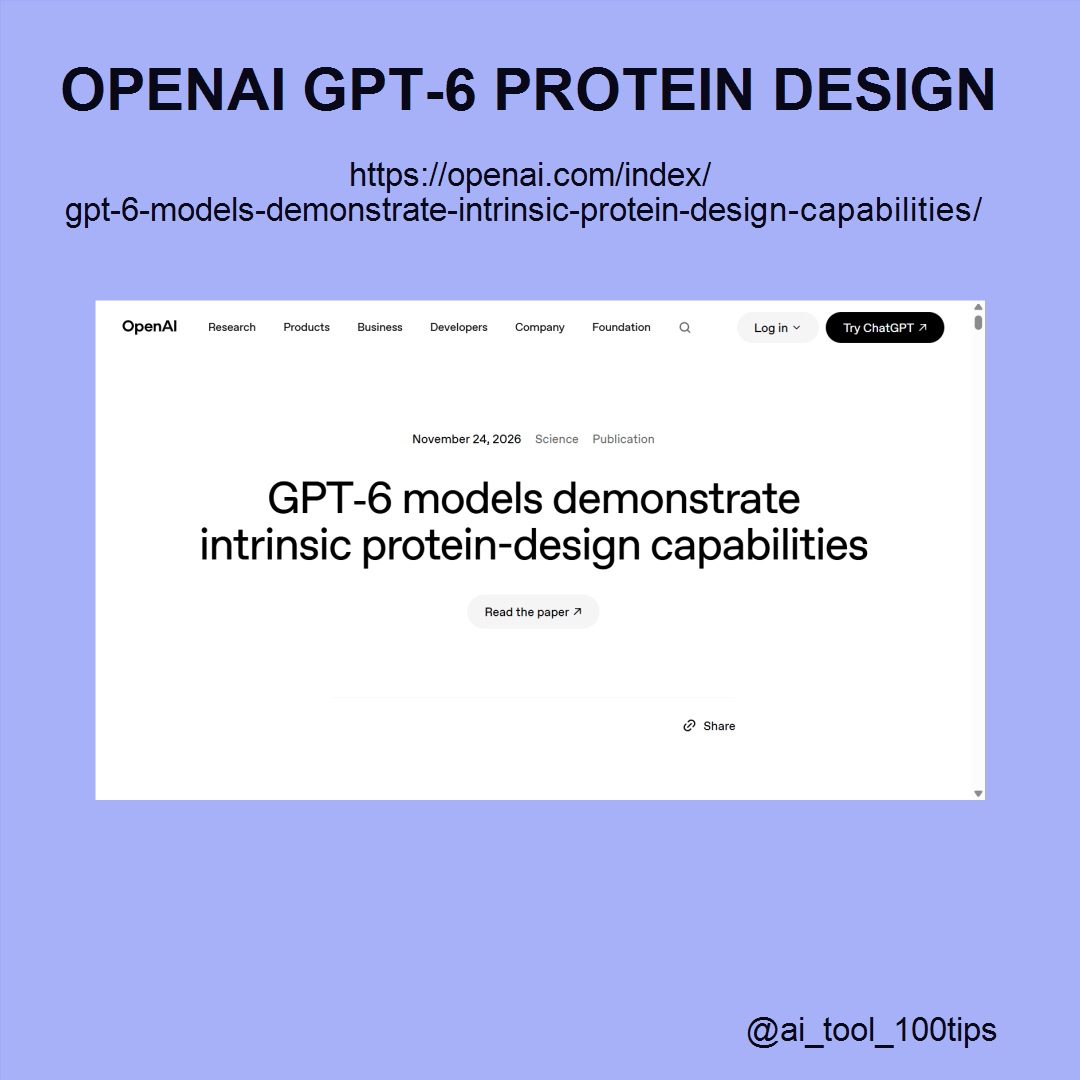 OPENAI GPT-6 PROTEIN DESIGN
https://openai.com/index/
gpt-6-models-demonstrate-intrinsic-protein-design-capabilities/
OpenAI Research Products Business Developers Company Foundation Log in Try ChatGPT ↗
November 24, 2026 Science Publication
GPT-6 models demonstrate
intrinsic protein-design capabilities
Read the paper ↗
Share
@ai_tool_100tips